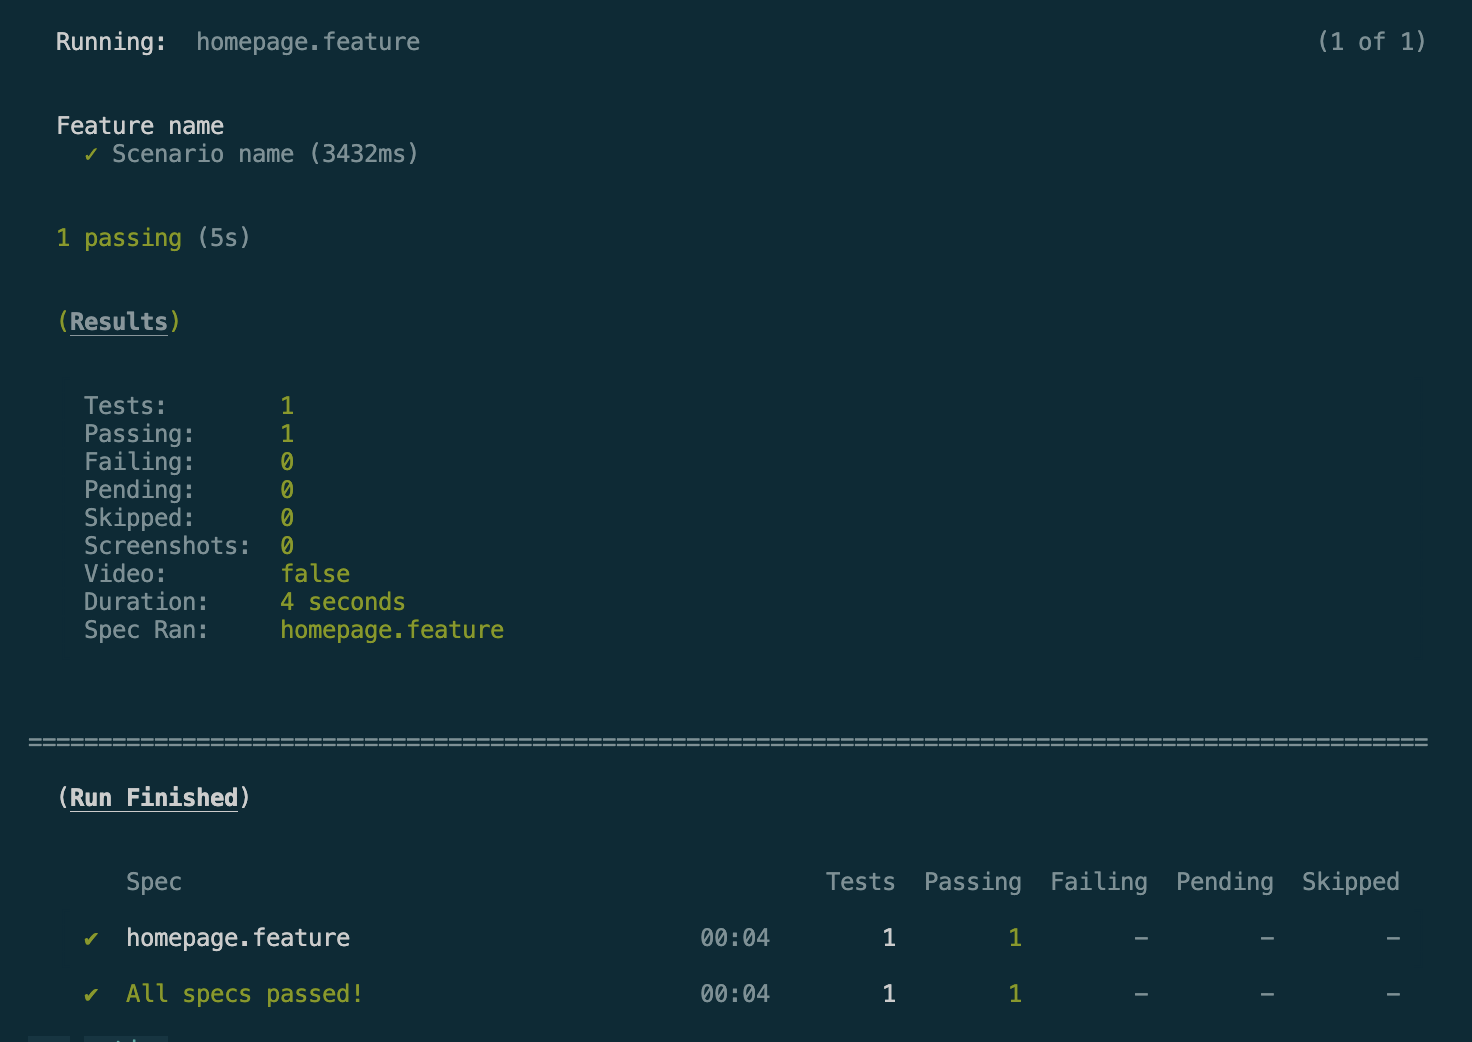 Running:  homepage.feature (1 of 1)
Feature name
✓ Scenario name (3432ms)
1 passing (5s)
(Results)
Tests: 1
Passing: 1
Failing: 0
Pending: 0
Skipped: 0
Screenshots: 0
Video: false
Duration: 4 seconds
Spec Ran: homepage.feature
====================================================================================================
(Run Finished)
Spec Tests Passing Failing Pending Skipped
✔ homepage.feature 00:04 1 1 - - -
✔ All specs passed! 00:04 1 1 - - -